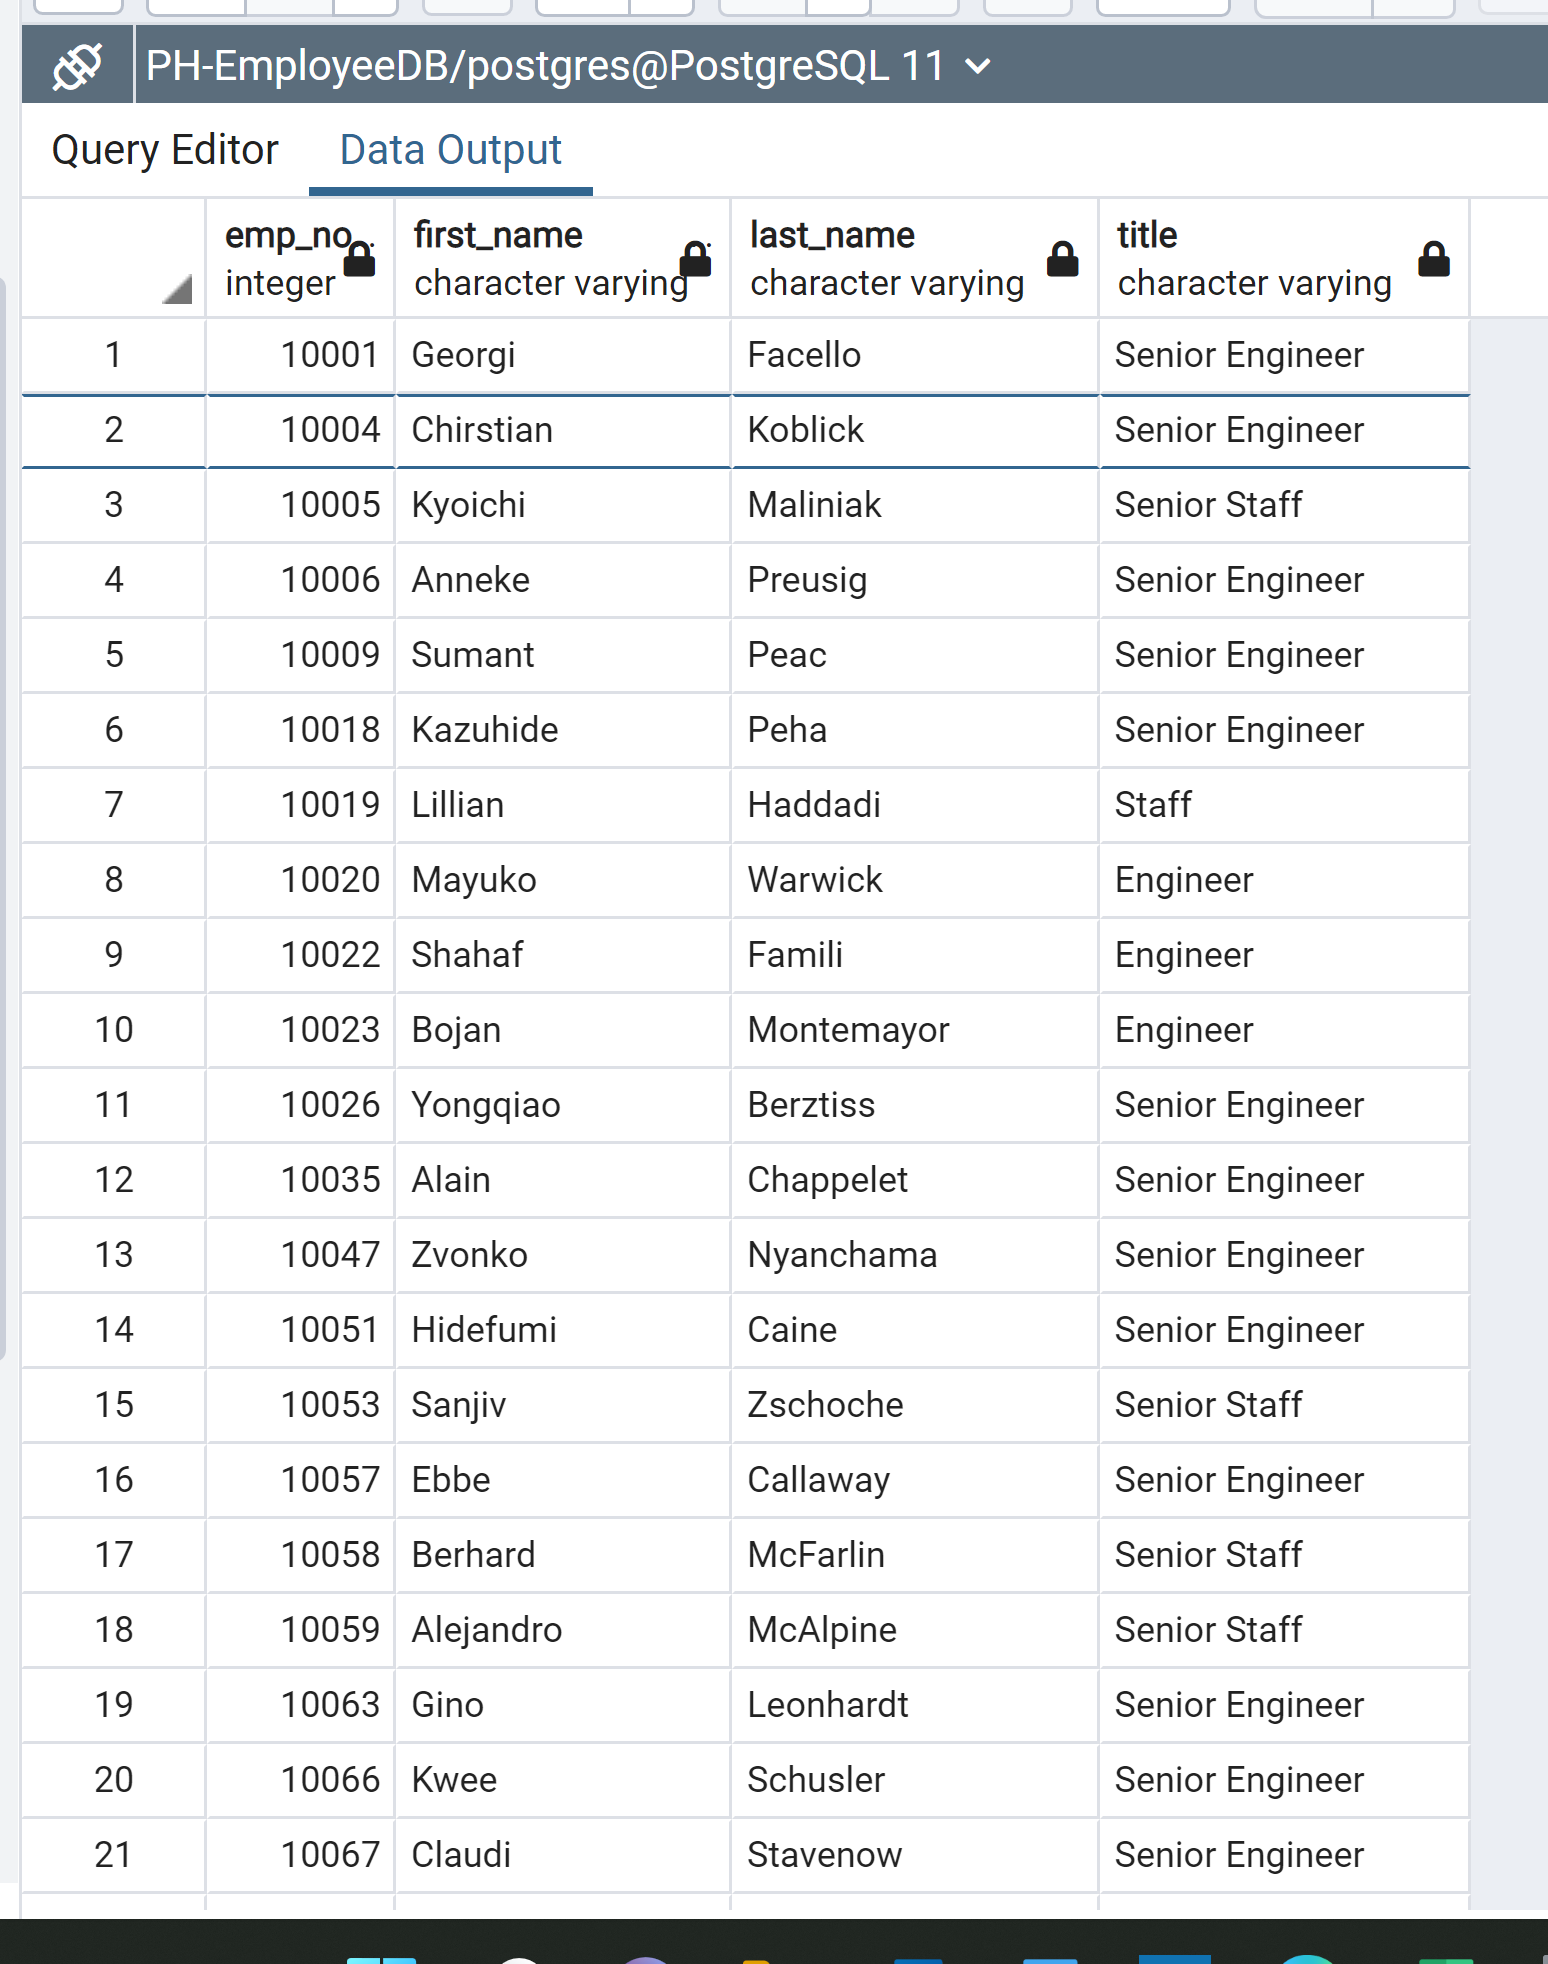 PH-EmployeeDB/postgres@PostgreSQL 11
Query Editor Data Output
emp_no first_name last_name title
integer character varying character varying character varying
1 10001 Georgi Facello Senior Engineer
2 10004 Chirstian Koblick Senior Engineer
3 10005 Kyoichi Maliniak Senior Staff
4 10006 Anneke Preusig Senior Engineer
5 10009 Sumant Peac Senior Engineer
6 10018 Kazuhide Peha Senior Engineer
7 10019 Lillian Haddadi Staff
8 10020 Mayuko Warwick Engineer
9 10022 Shahaf Famili Engineer
10 10023 Bojan Montemayor Engineer
11 10026 Yongqiao Berztiss Senior Engineer
12 10035 Alain Chappelet Senior Engineer
13 10047 Zvonko Nyanchama Senior Engineer
14 10051 Hidefumi Caine Senior Engineer
15 10053 Sanjiv Zschoche Senior Staff
16 10057 Ebbe Callaway Senior Engineer
17 10058 Berhard McFarlin Senior Staff
18 10059 Alejandro McAlpine Senior Staff
19 10063 Gino Leonhardt Senior Engineer
20 10066 Kwee Schusler Senior Engineer
21 10067 Claudi Stavenow Senior Engineer